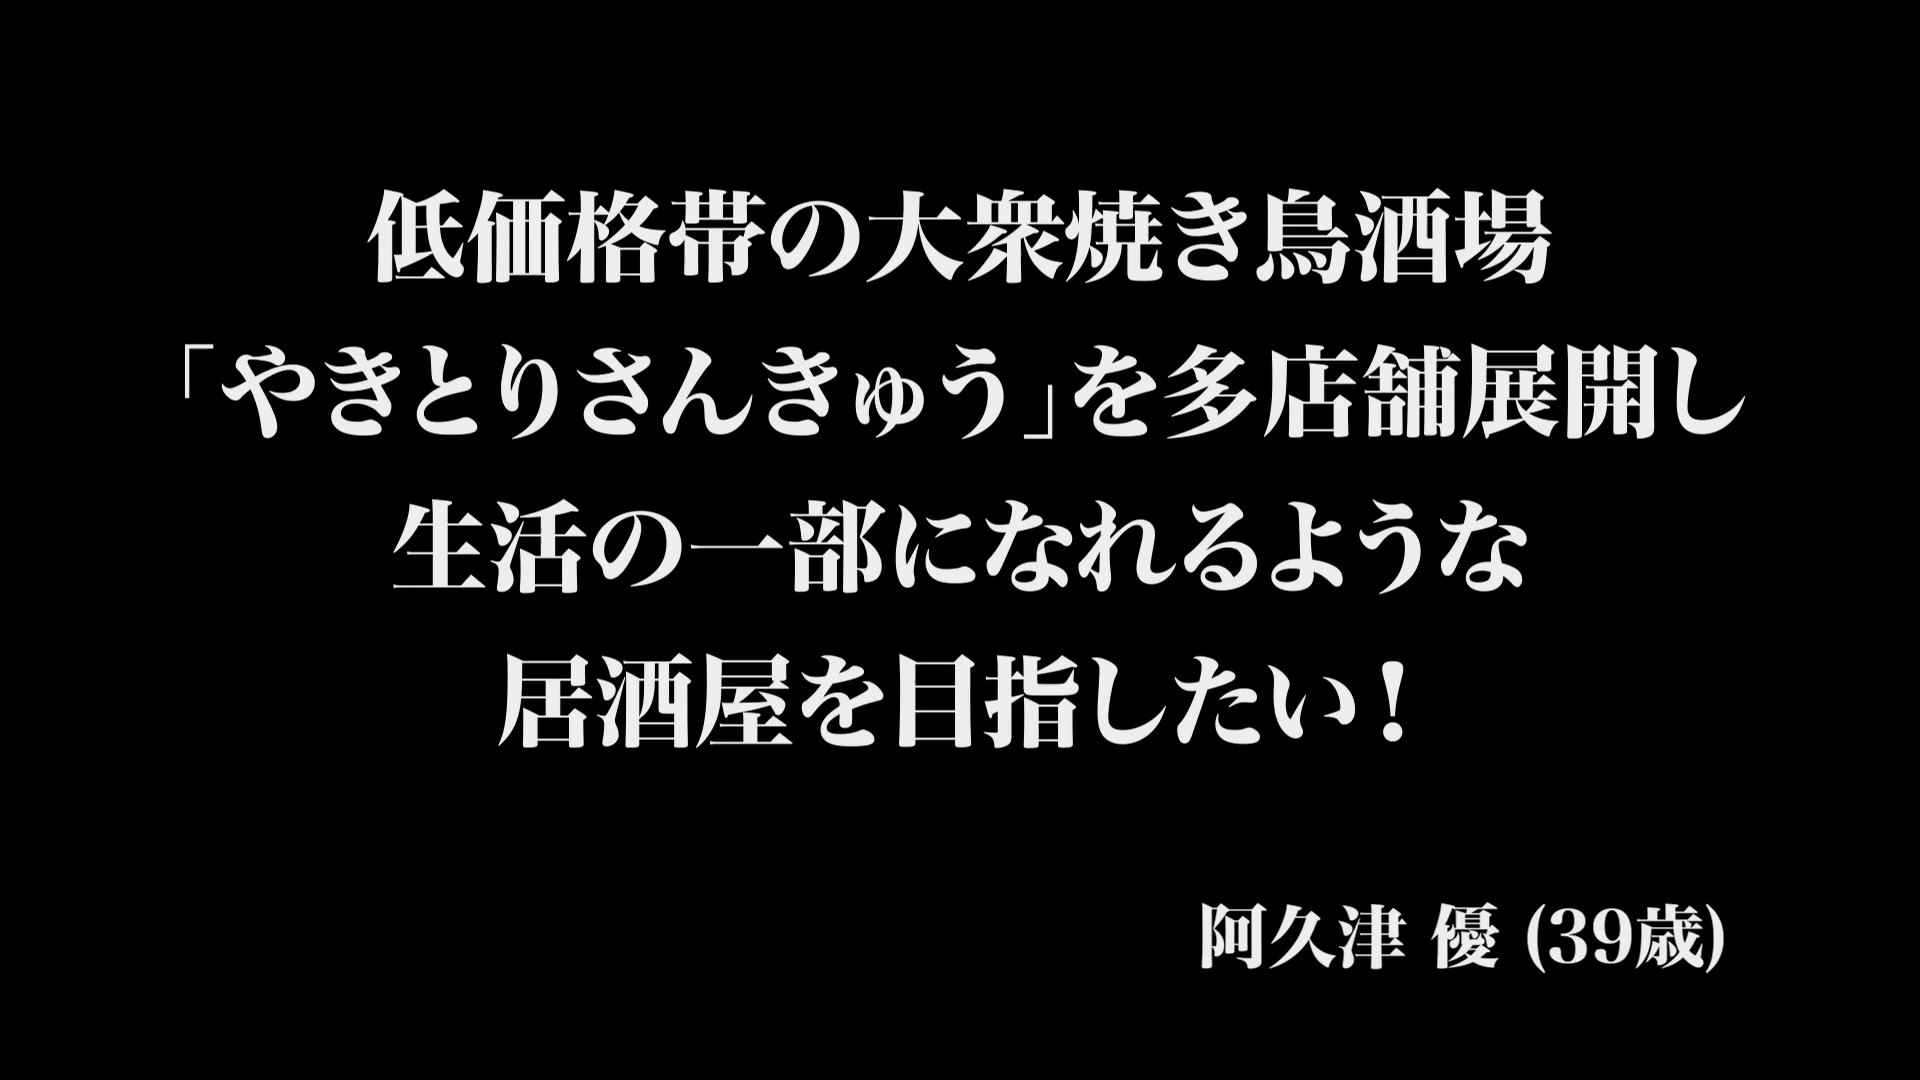 低価格帯の大衆焼き鳥酒場
「やきとりさんきゅう」を多店舗展開し
生活の一部になれるような
居酒屋を目指したい！
阿久津 優 (39歳)